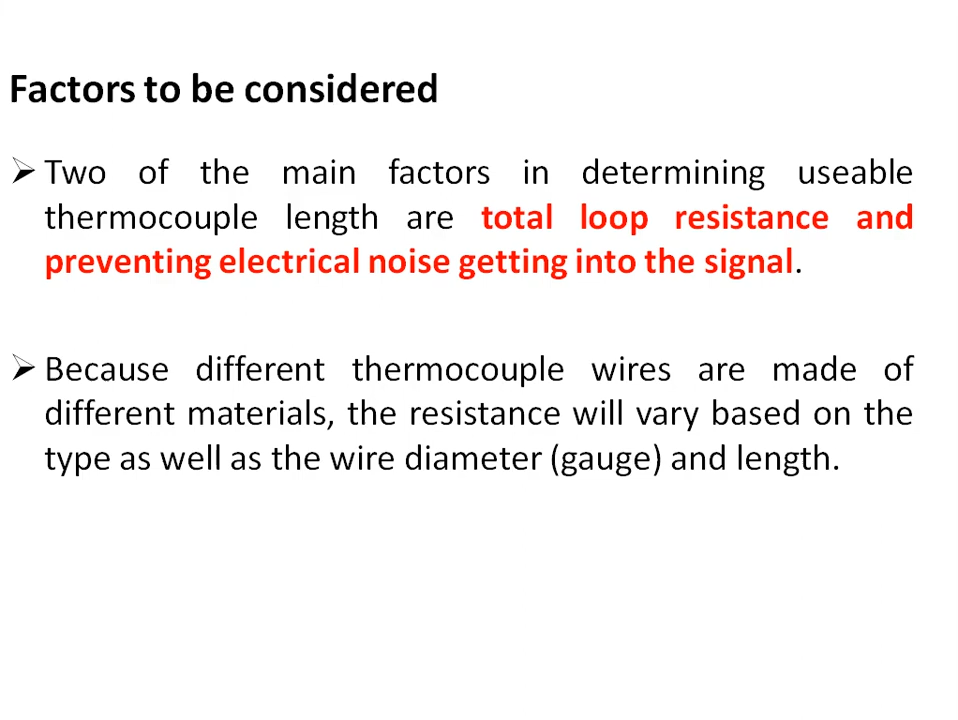 Factors to be considered
➢ Two of the main factors in determining useable
thermocouple length are total loop resistance and
preventing electrical noise getting into the signal.
➢ Because different thermocouple wires are made of
different materials, the resistance will vary based on the
type as well as the wire diameter (gauge) and length.